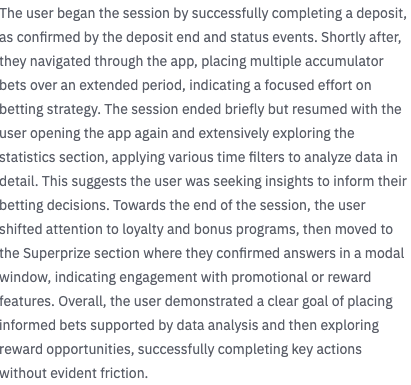 The user began the session by successfully completing a deposit,
as confirmed by the deposit end and status events. Shortly after,
they navigated through the app, placing multiple accumulator
bets over an extended period, indicating a focused effort on
betting strategy. The session ended briefly but resumed with the
user opening the app again and extensively exploring the
statistics section, applying various time filters to analyze data in
detail. This suggests the user was seeking insights to inform their
betting decisions. Towards the end of the session, the user
shifted attention to loyalty and bonus programs, then moved to
the Superprize section where they confirmed answers in a modal
window, indicating engagement with promotional or reward
features. Overall, the user demonstrated a clear goal of placing
informed bets supported by data analysis and then exploring
reward opportunities, successfully completing key actions
without evident friction.